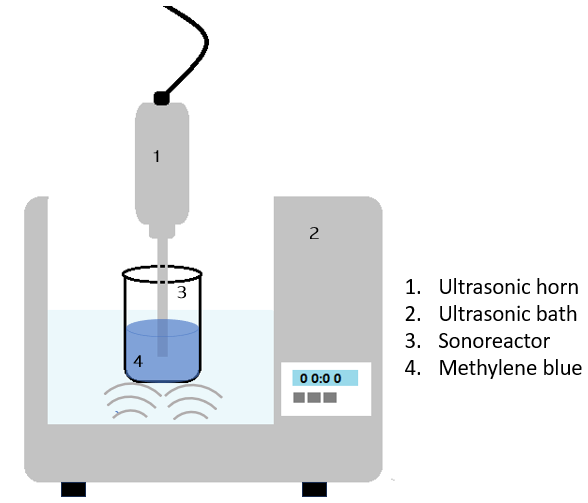 1
2
3
4
0 0:0 0
1. Ultrasonic horn
2. Ultrasonic bath
3. Sonoreactor
4. Methylene blue